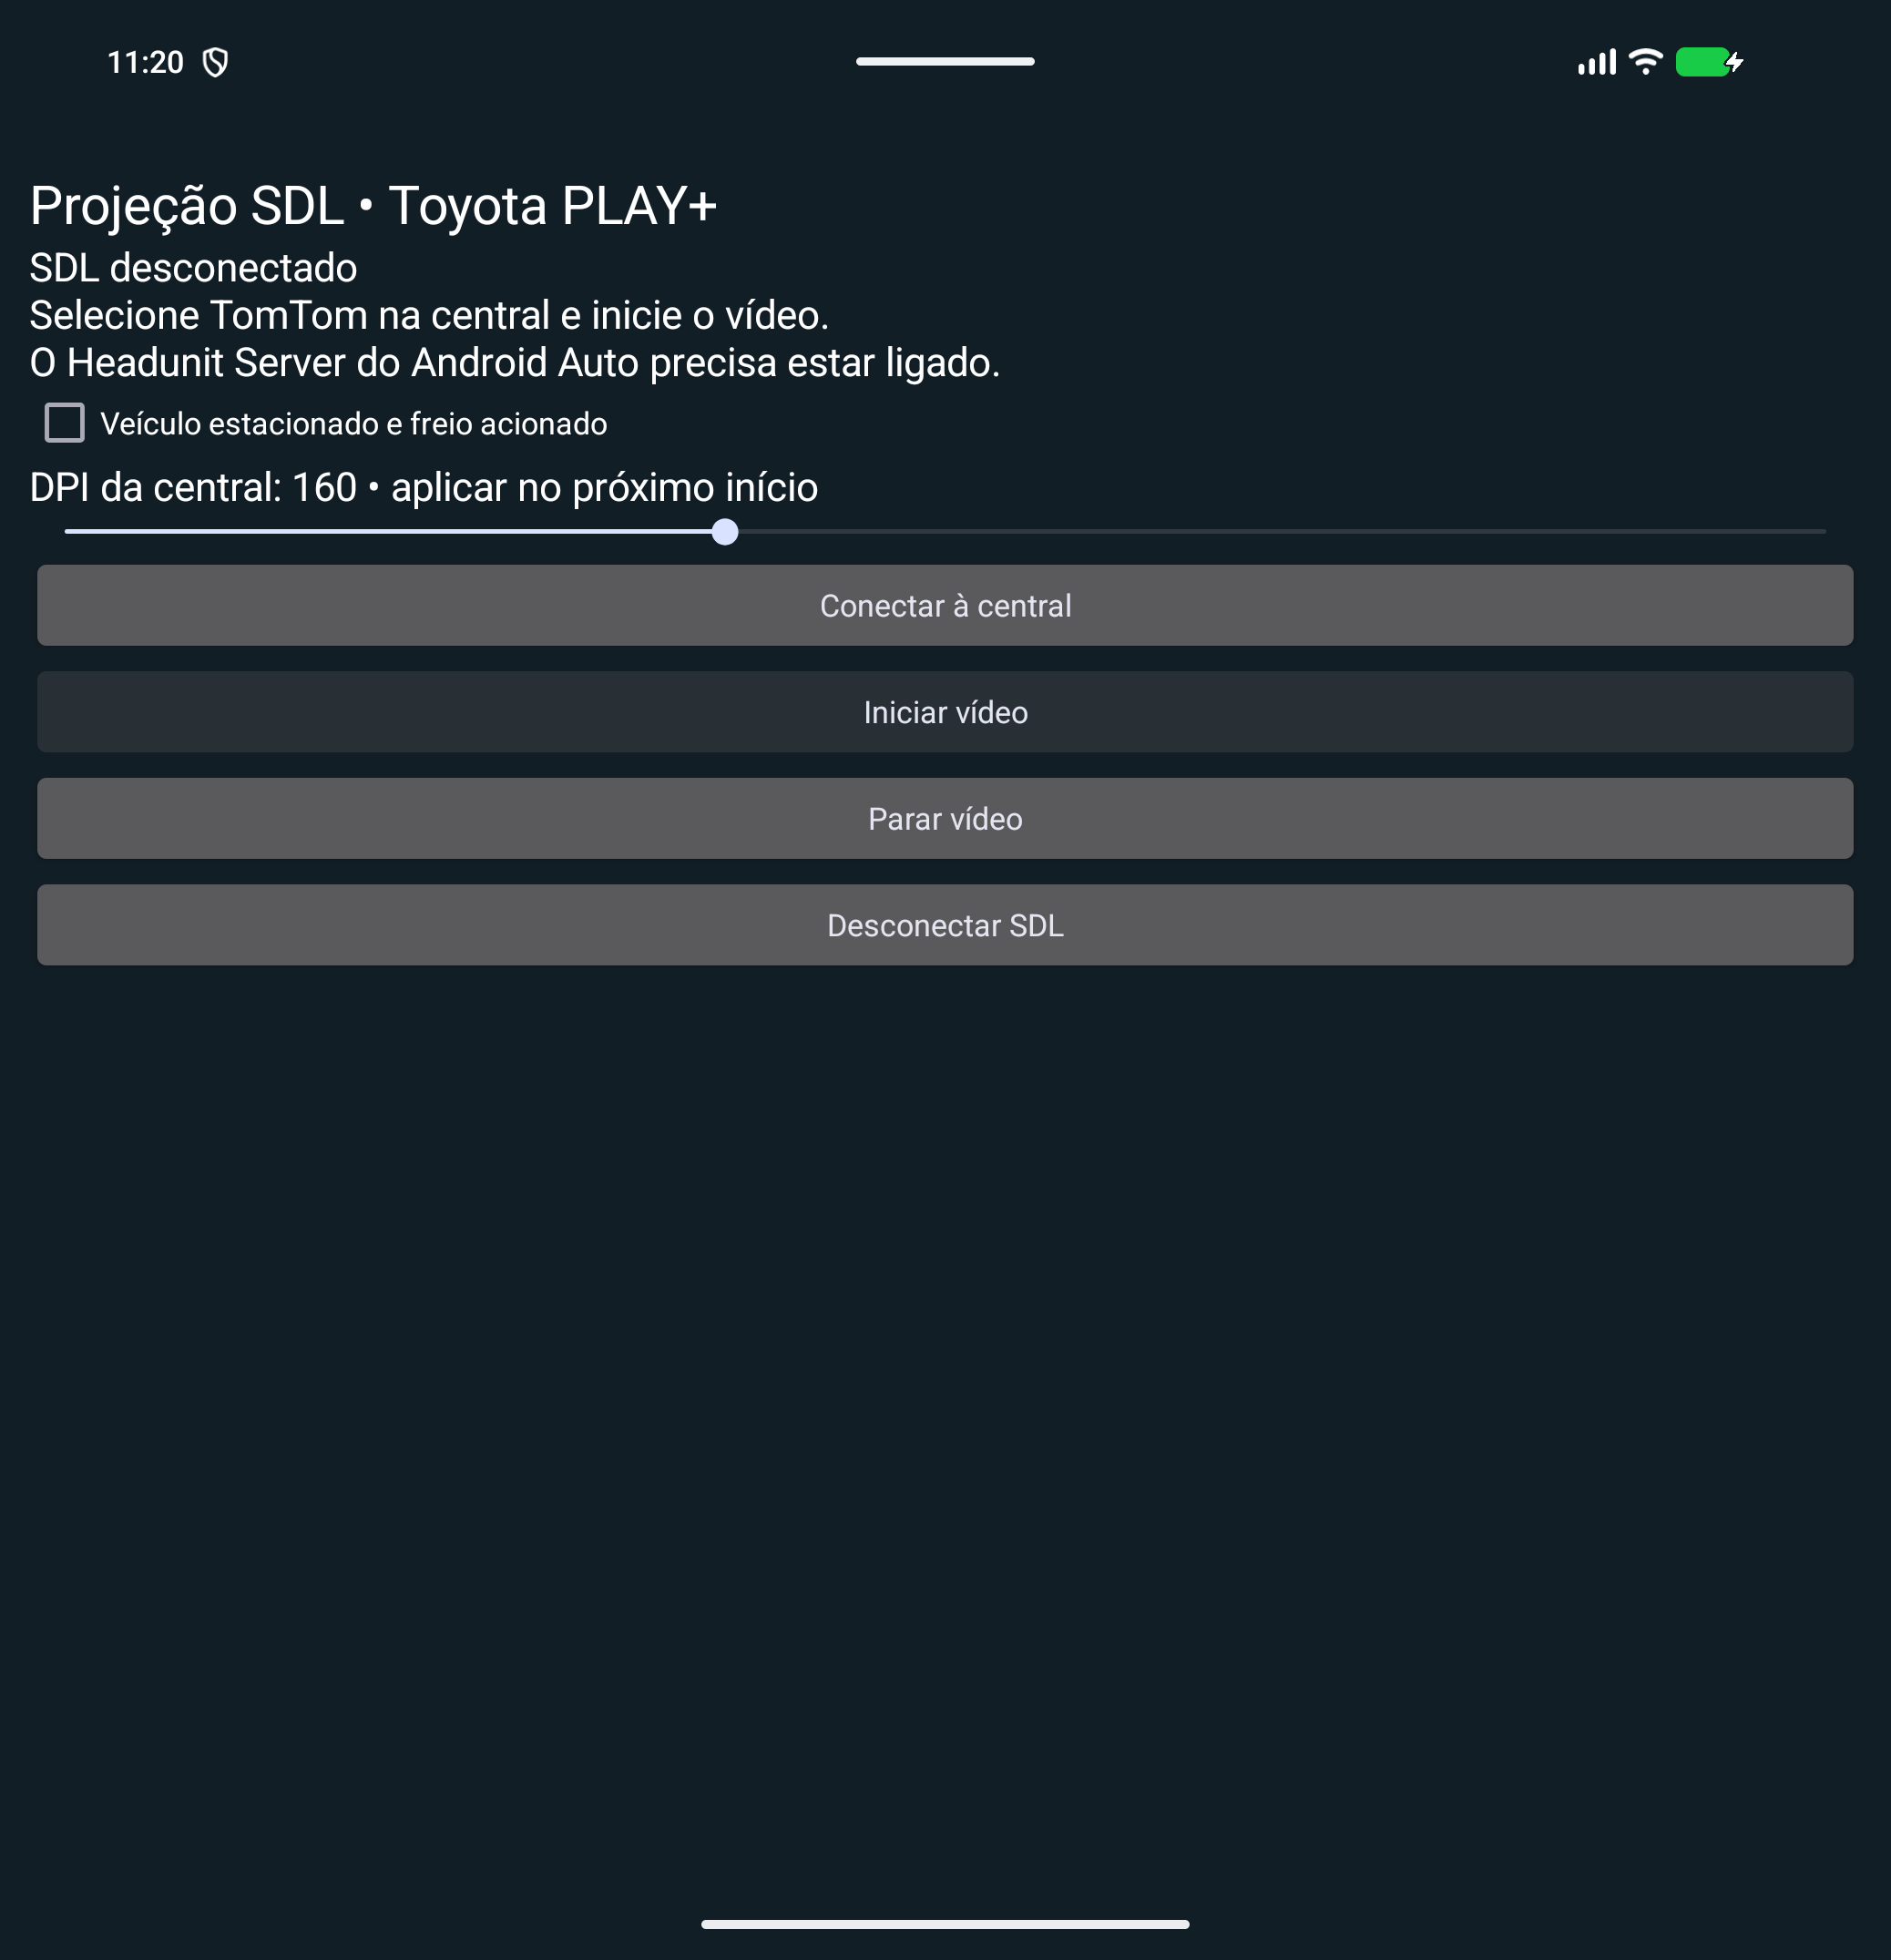 11:20
Projeção SDL • Toyota PLAY+
SDL desconectado
Selecione TomTom na central e inicie o vídeo.
O Headunit Server do Android Auto precisa estar ligado.
Veículo estacionado e freio acionado
DPI da central: 160 • aplicar no próximo início
Conectar à central
Iniciar vídeo
Parar vídeo
Desconectar SDL